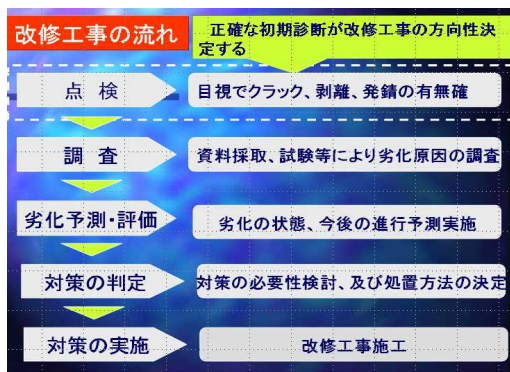 改修工事の流れ
正確な初期診断が改修工事の方向性決
定する
点 検
目視でクラック、剥離、発錆の有無確
調 査
資料採取、試験等により劣化原因の調査
劣化予測・評価
劣化の状態、今後の進行予測実施
対策の判定
対策の必要性検討、及び処置方法の決定
対策の実施
改修工事施工